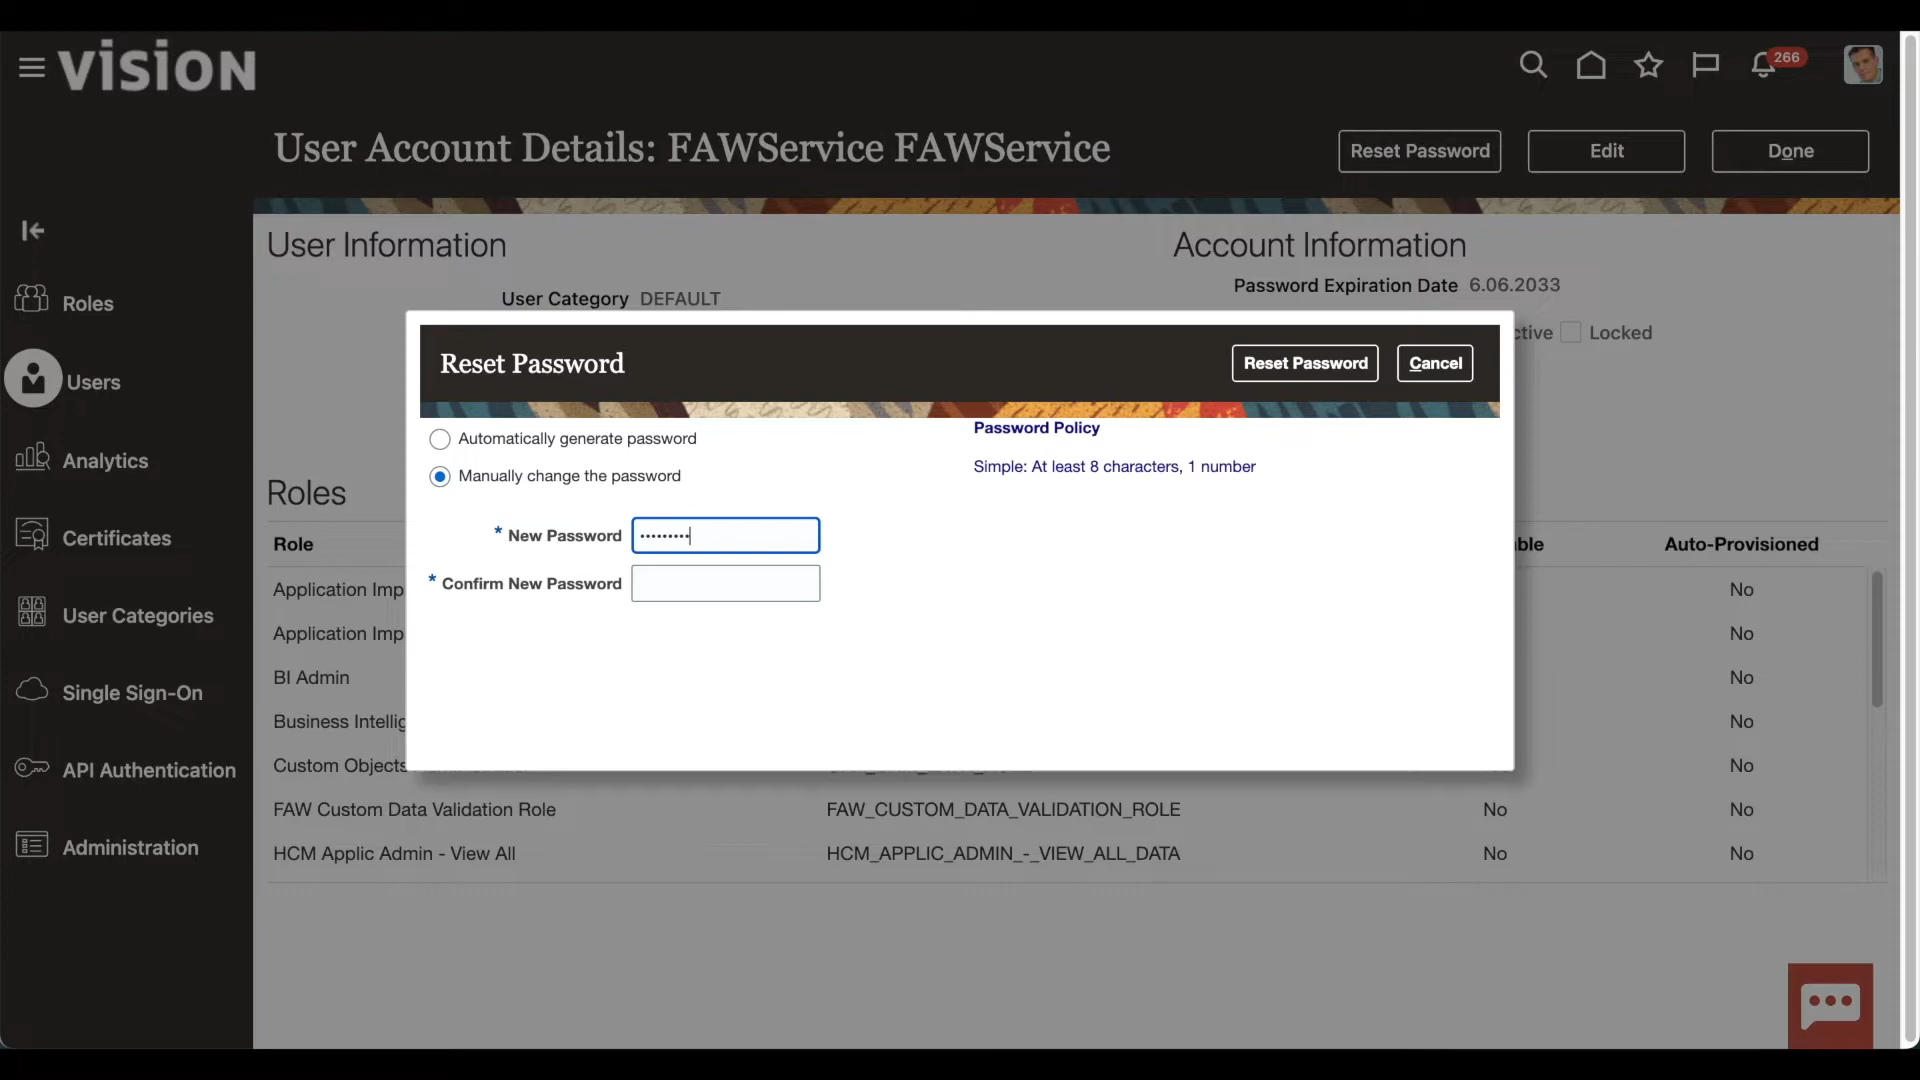 VISION
266
User Account Details: FAWService FAWService
Reset Password
Edit
Done
User Information
Account Information
Password Expiration Date 6.06.2033
User Category DEFAULT
Locked
Roles
Users
Analytics
Certificates
User Categories
Single Sign-On
API Authentication
Administration
Reset Password
Reset Password
Cancel
Automatically generate password
Manually change the password
Password Policy
Simple: At least 8 characters, 1 number
* New Password •••••••••
* Confirm New Password
Roles
Role
Auto-Provisioned
Application Imp
No
Application Imp
No
BI Admin
No
Business Intellig
No
Custom Objects
No
FAW Custom Data Validation Role FAW_CUSTOM_DATA_VALIDATION_ROLE No No
HCM Applic Admin - View All HCM_APPLIC_ADMIN_-_VIEW_ALL_DATA No No